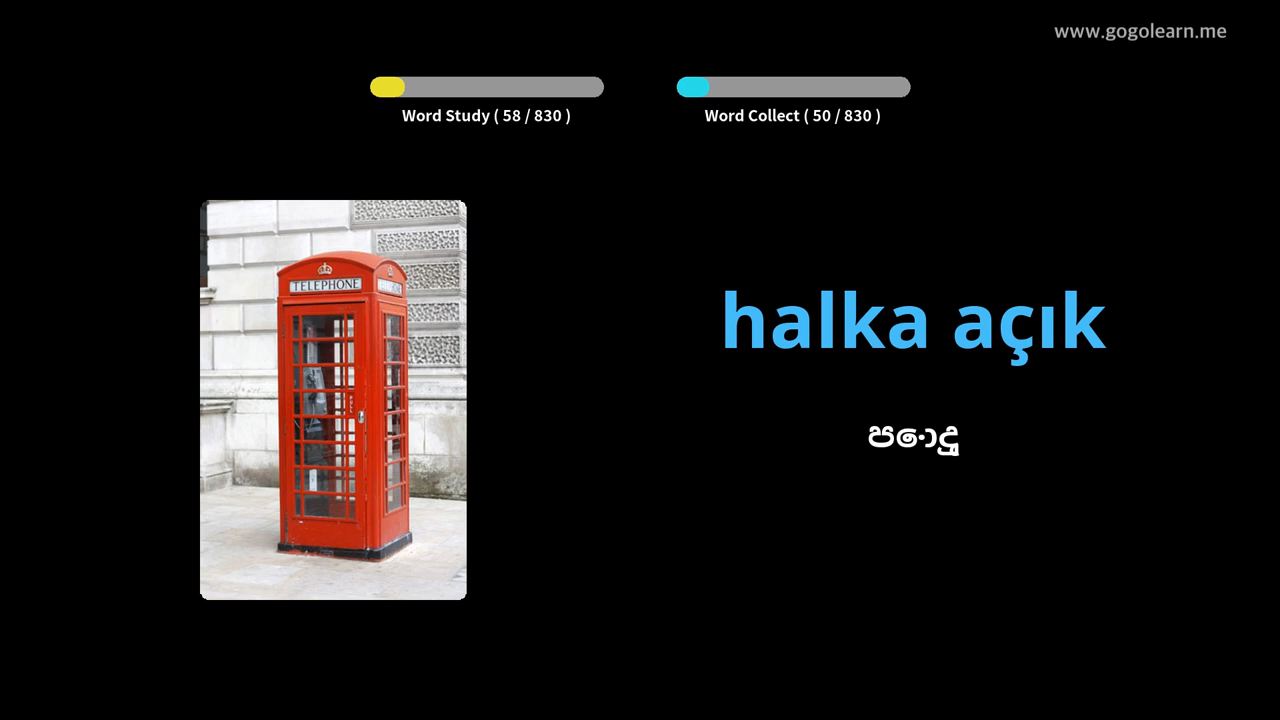 www.gogolearn.me
Word Study ( 58 / 830 )
Word Collect ( 50 / 830 )
TELEPHONE
halka açık
පොදු